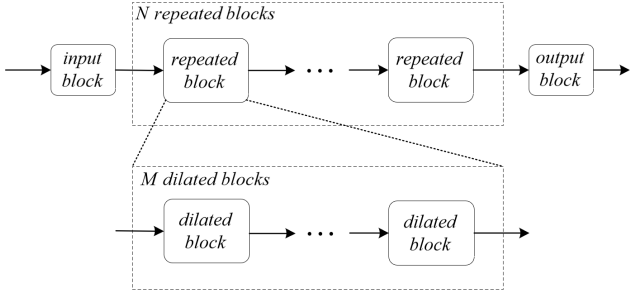 N repeated blocks
input
block
repeated
block
...
repeated
block
output
block
M dilated blocks
dilated
block
...
dilated
block